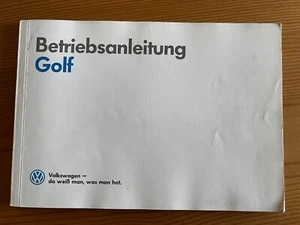 Betriebsanleitung
Golf
Volkswagen –
da weiß man, was man hat.